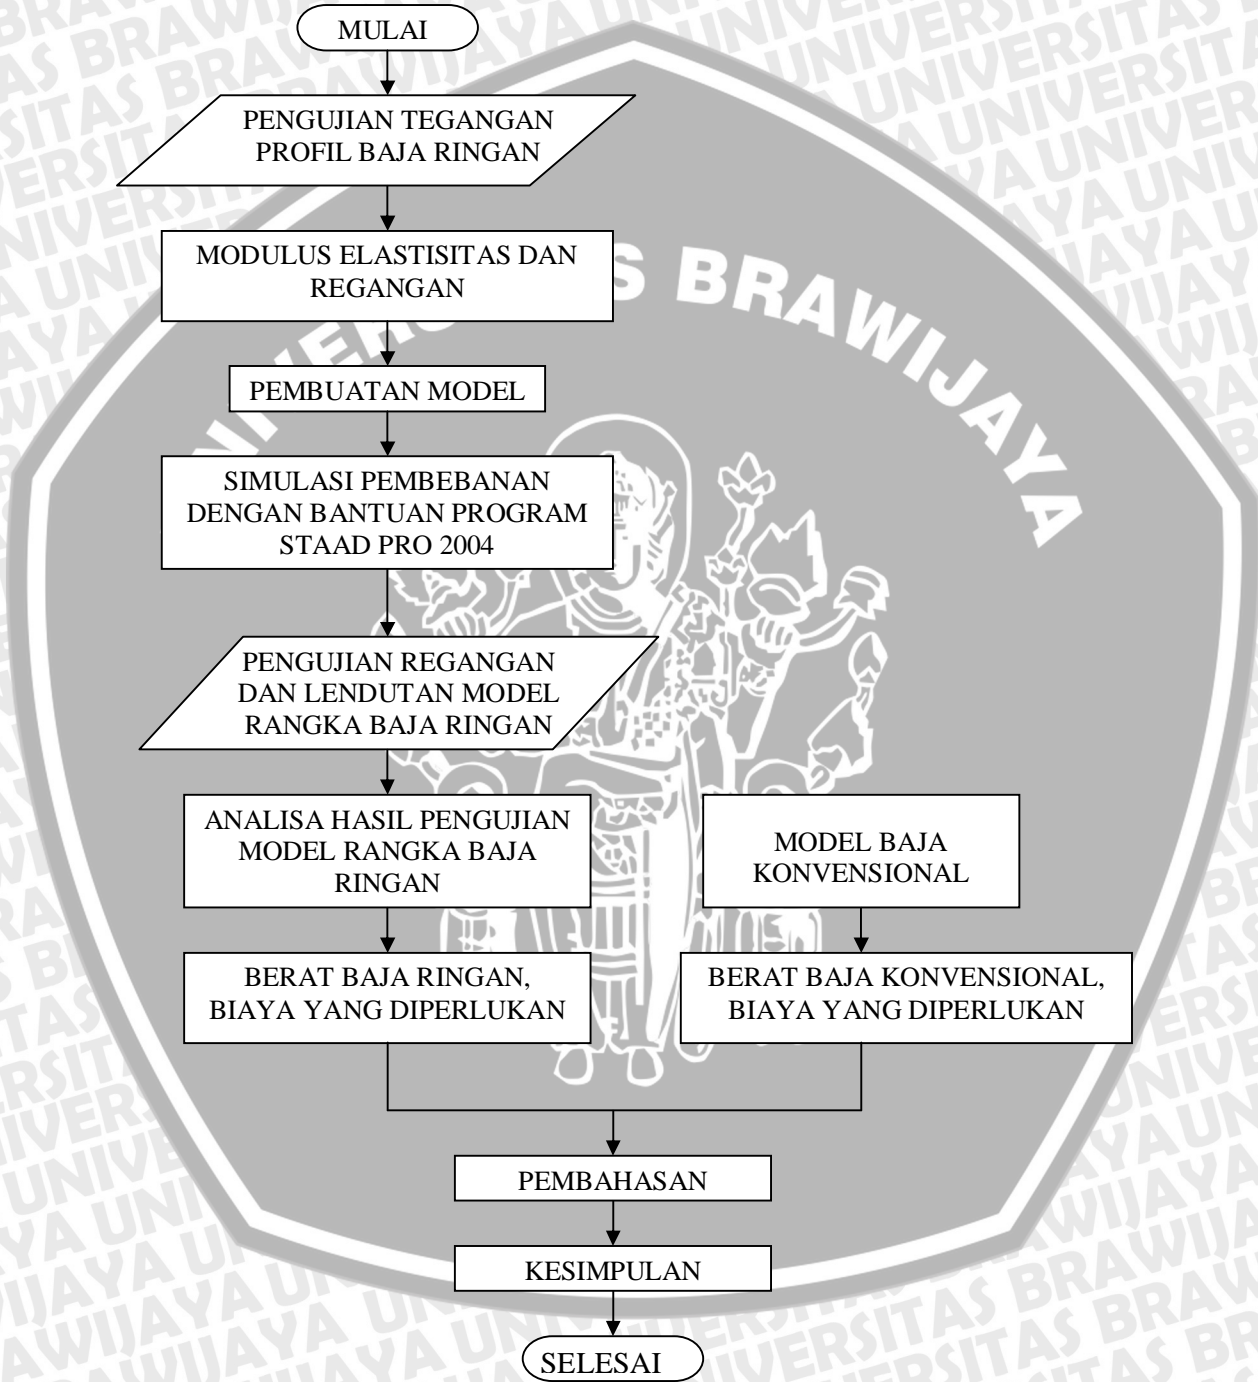 MULAI
PENGUJIAN TEGANGAN
PROFIL BAJA RINGAN
MODULUS ELASTISITAS DAN
REGANGAN
PEMBUATAN MODEL
SIMULASI PEMBEBANAN
DENGAN BANTUAN PROGRAM
STAAD PRO 2004
PENGUJIAN REGANGAN
DAN LENDUTAN MODEL
RANGKA BAJA RINGAN
ANALISA HASIL PENGUJIAN
MODEL RANGKA BAJA
RINGAN
MODEL BAJA
KONVENSIONAL
BERAT BAJA RINGAN,
BIAYA YANG DIPERLUKAN
BERAT BAJA KONVENSIONAL,
BIAYA YANG DIPERLUKAN
PEMBAHASAN
KESIMPULAN
SELESAI
BRAWIJAYA